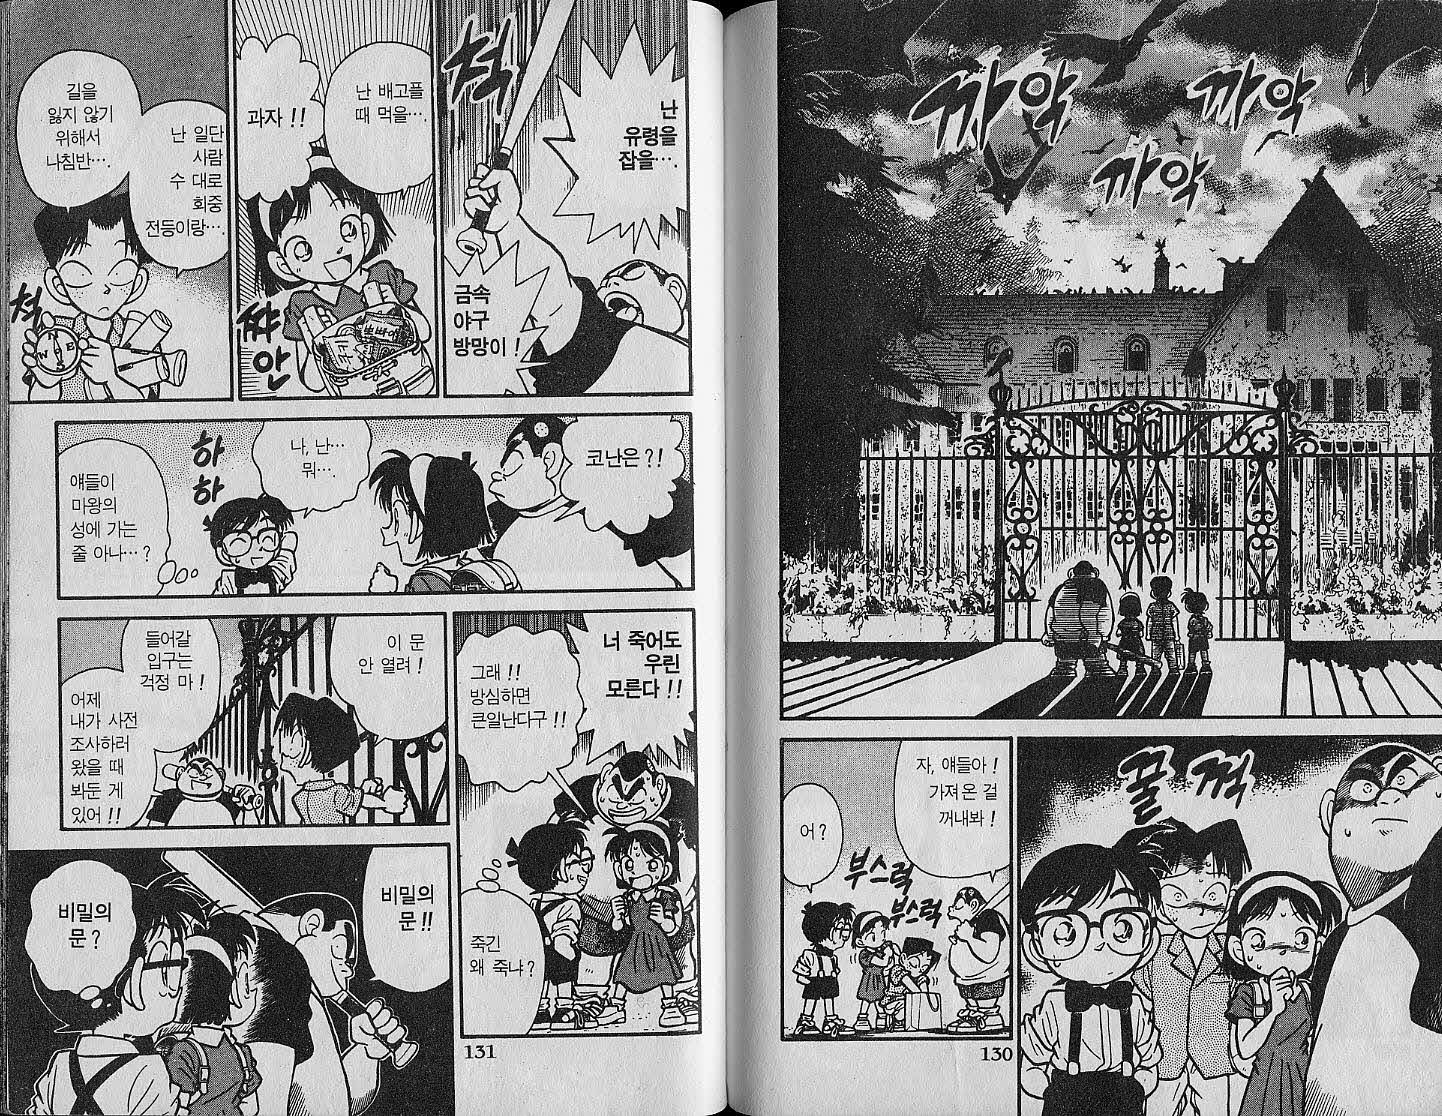 까악
까악
까악
자, 얘들아!
가져온 걸
꺼내봐!
어?
부스럭
부스럭
꿀꺽
130
난
유령을
잡을….
금속
야구
방망이!
척
난 배고플
때 먹을….
과자!!
쨔안
난 일단
사람
수 대로
회중
전등이랑….
길을
잃지 않기
위해서
나침반….
척
N
W
E
코난은?!
나, 난…
뭐….
하
하
얘들이
마왕의
성에 가는
줄 아나…?
너 죽어도
우린
모른다!!
그래!!
방심하면
큰일난다구!!
죽긴
왜 죽냐?
이 문
안 열려!
들어갈
입구는
걱정 마!
어제
내가 사전
조사하러
왔을 때
봐둔 게
있어!!
비밀의
문!!
비밀의
문?
131